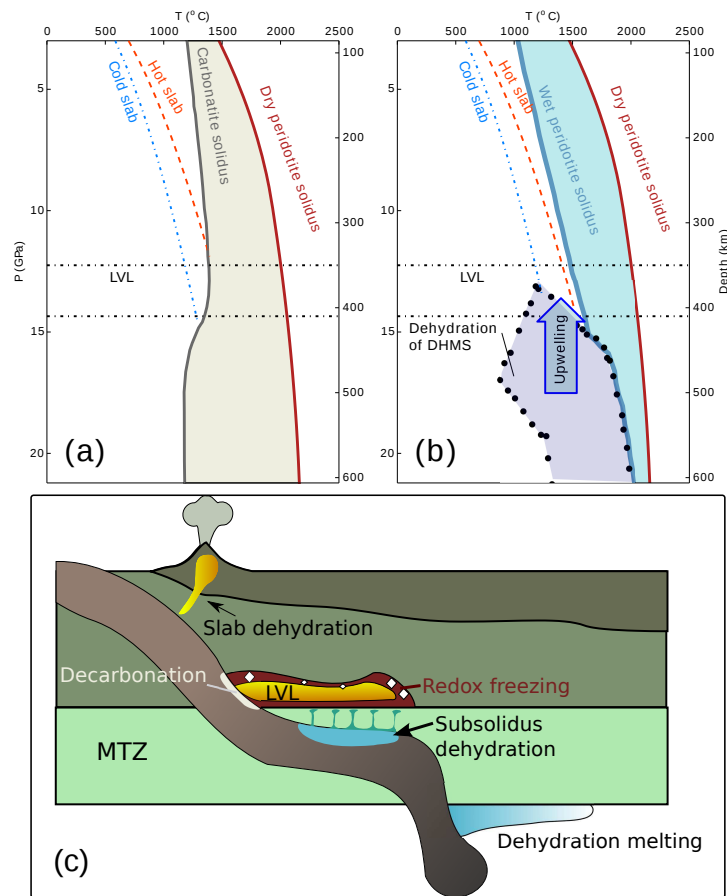 T (° C)
0 500 1000 1500 2000 2500
5
10
15
20
P (GPa)
100
200
300
400
500
600
Cold slab
Hot slab
Carbonatite solidus
Dry peridotite solidus
LVL
(a)
T (° C)
0 500 1000 1500 2000 2500
5
10
15
20
100
200
300
400
500
600
Depth (km)
Cold slab
Hot slab
Wet peridotite solidus
Dry peridotite solidus
LVL
Dehydration
of DHMS
Upwelling
(b)
Slab dehydration
Decarbonation
LVL
Redox freezing
MTZ
Subsolidus
dehydration
Dehydration melting
(c)